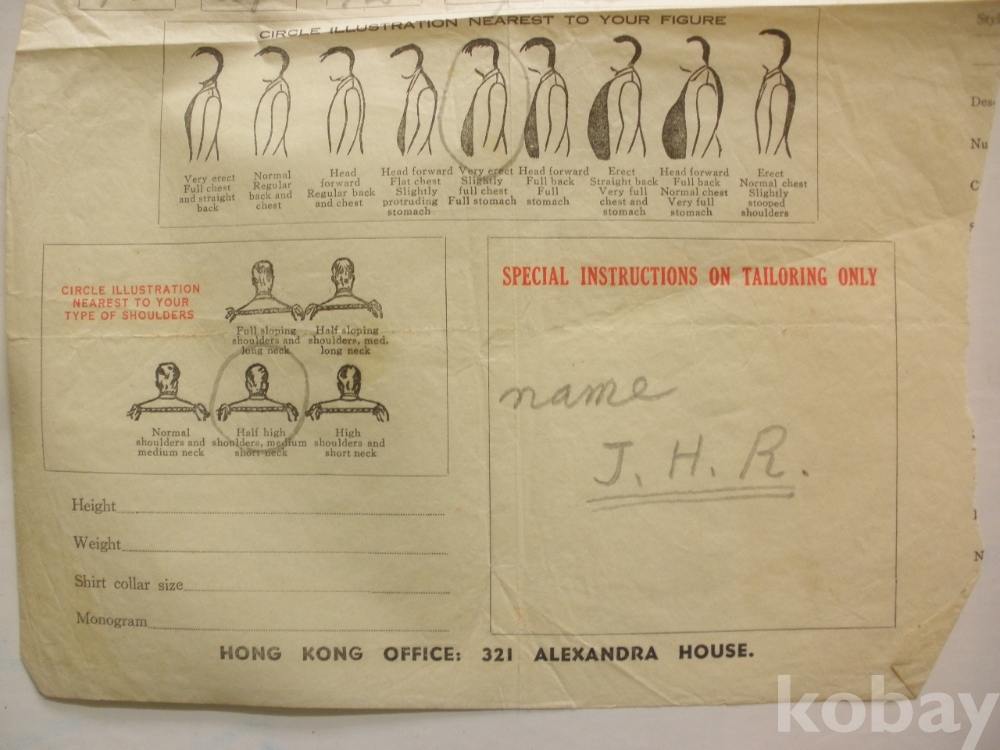 CIRCLE ILLUSTRATION NEAREST TO YOUR FIGURE
Very erect
Full chest
and straight
back
Normal
Regular
back and
chest
Head
forward
Regular back
and chest
Head forward
Flat chest
Slightly
protruding
stomach
Very erect
Slightly
full chest
Full stomach
Head forward
Full back
Full
stomach
Erect
Straight back
Very full
chest and
stomach
Head forward
Full back
Normal chest
Very full
stomach
Erect
Normal chest
Slightly
stooped
shoulders
CIRCLE ILLUSTRATION
NEAREST TO YOUR
TYPE OF SHOULDERS
Full sloping
shoulders and
long neck
Half sloping
shoulders, med.
long neck
Normal
shoulders and
medium neck
Half high
shoulders, medium
short neck
High
shoulders and
short neck
SPECIAL INSTRUCTIONS ON TAILORING ONLY
name
J. H. R.
Height
Weight
Shirt collar size
Monogram
HONG KONG OFFICE: 321 ALEXANDRA HOUSE.
kobay